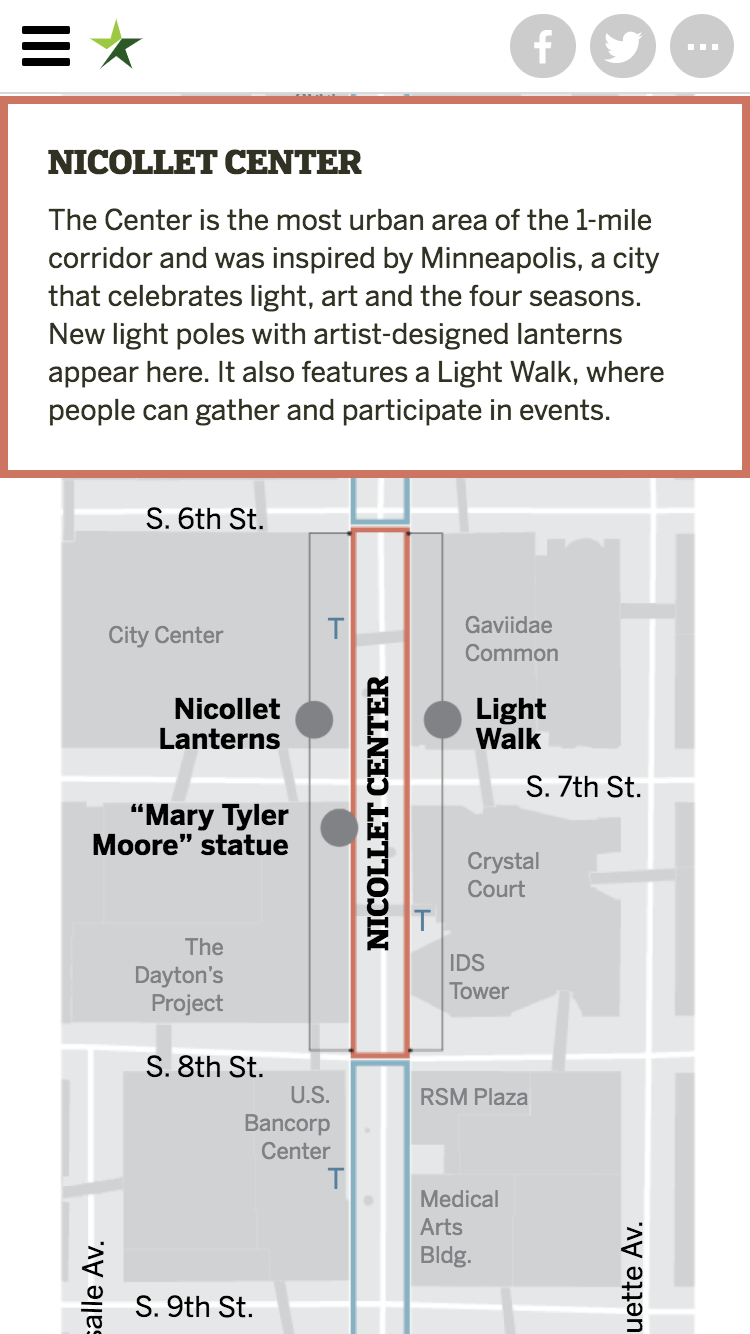 NICOLLET CENTER
The Center is the most urban area of the 1-mile
corridor and was inspired by Minneapolis, a city
that celebrates light, art and the four seasons.
New light poles with artist-designed lanterns
appear here. It also features a Light Walk, where
people can gather and participate in events.
S. 6th St.
City Center
T
Gaviidae
Common
Nicollet
Lanterns
NICOLLET CENTER
Light
Walk
S. 7th St.
“Mary Tyler
Moore” statue
Crystal
Court
T
The
Dayton’s
Project
IDS
Tower
S. 8th St.
U.S.
Bancorp
Center
RSM Plaza
T
Medical
Arts
Bldg.
alle Av.
uette Av.
S. 9th St.